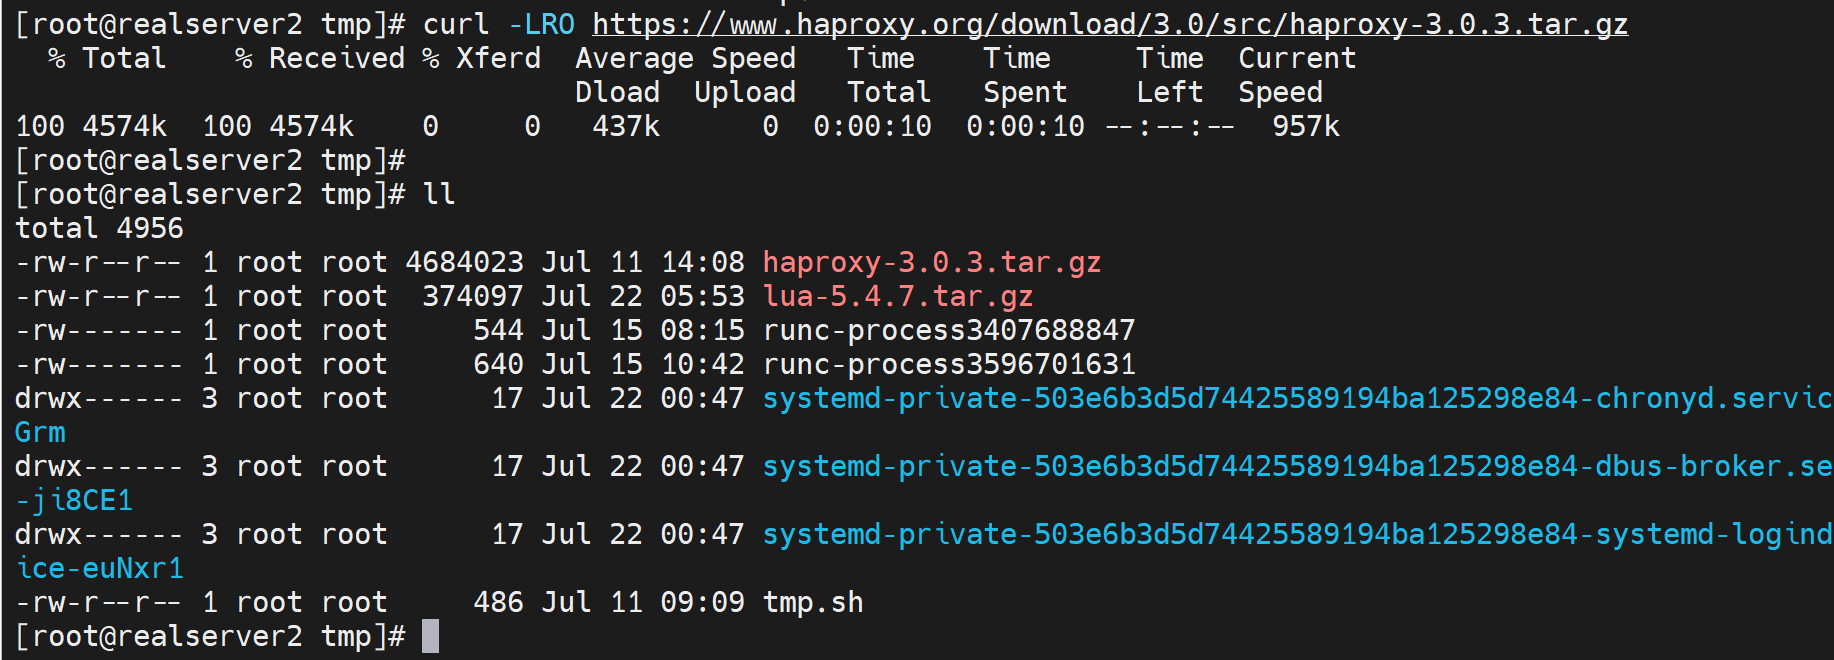 [root@realserver2 tmp]# curl -LRO https://www.haproxy.org/download/3.0/src/haproxy-3.0.3.tar.gz
  % Total    % Received % Xferd  Average Speed   Time    Time     Time  Current
                                 Dload  Upload   Total   Spent    Left  Speed
100 4574k  100 4574k    0     0   437k      0  0:00:10  0:00:10 --:--:--  957k
[root@realserver2 tmp]#
[root@realserver2 tmp]# ll
total 4956
-rw-r--r-- 1 root root 4684023 Jul 11 14:08 haproxy-3.0.3.tar.gz
-rw-r--r-- 1 root root  374097 Jul 22 05:53 lua-5.4.7.tar.gz
-rw------- 1 root root     544 Jul 15 08:15 runc-process3407688847
-rw------- 1 root root     640 Jul 15 10:42 runc-process3596701631
drwx------ 3 root root      17 Jul 22 00:47 systemd-private-503e6b3d5d74425589194ba125298e84-chronyd.servic
Grm
drwx------ 3 root root      17 Jul 22 00:47 systemd-private-503e6b3d5d74425589194ba125298e84-dbus-broker.se
-ji8CE1
drwx------ 3 root root      17 Jul 22 00:47 systemd-private-503e6b3d5d74425589194ba125298e84-systemd-logind
ice-euNxr1
-rw-r--r-- 1 root root     486 Jul 11 09:09 tmp.sh
[root@realserver2 tmp]#